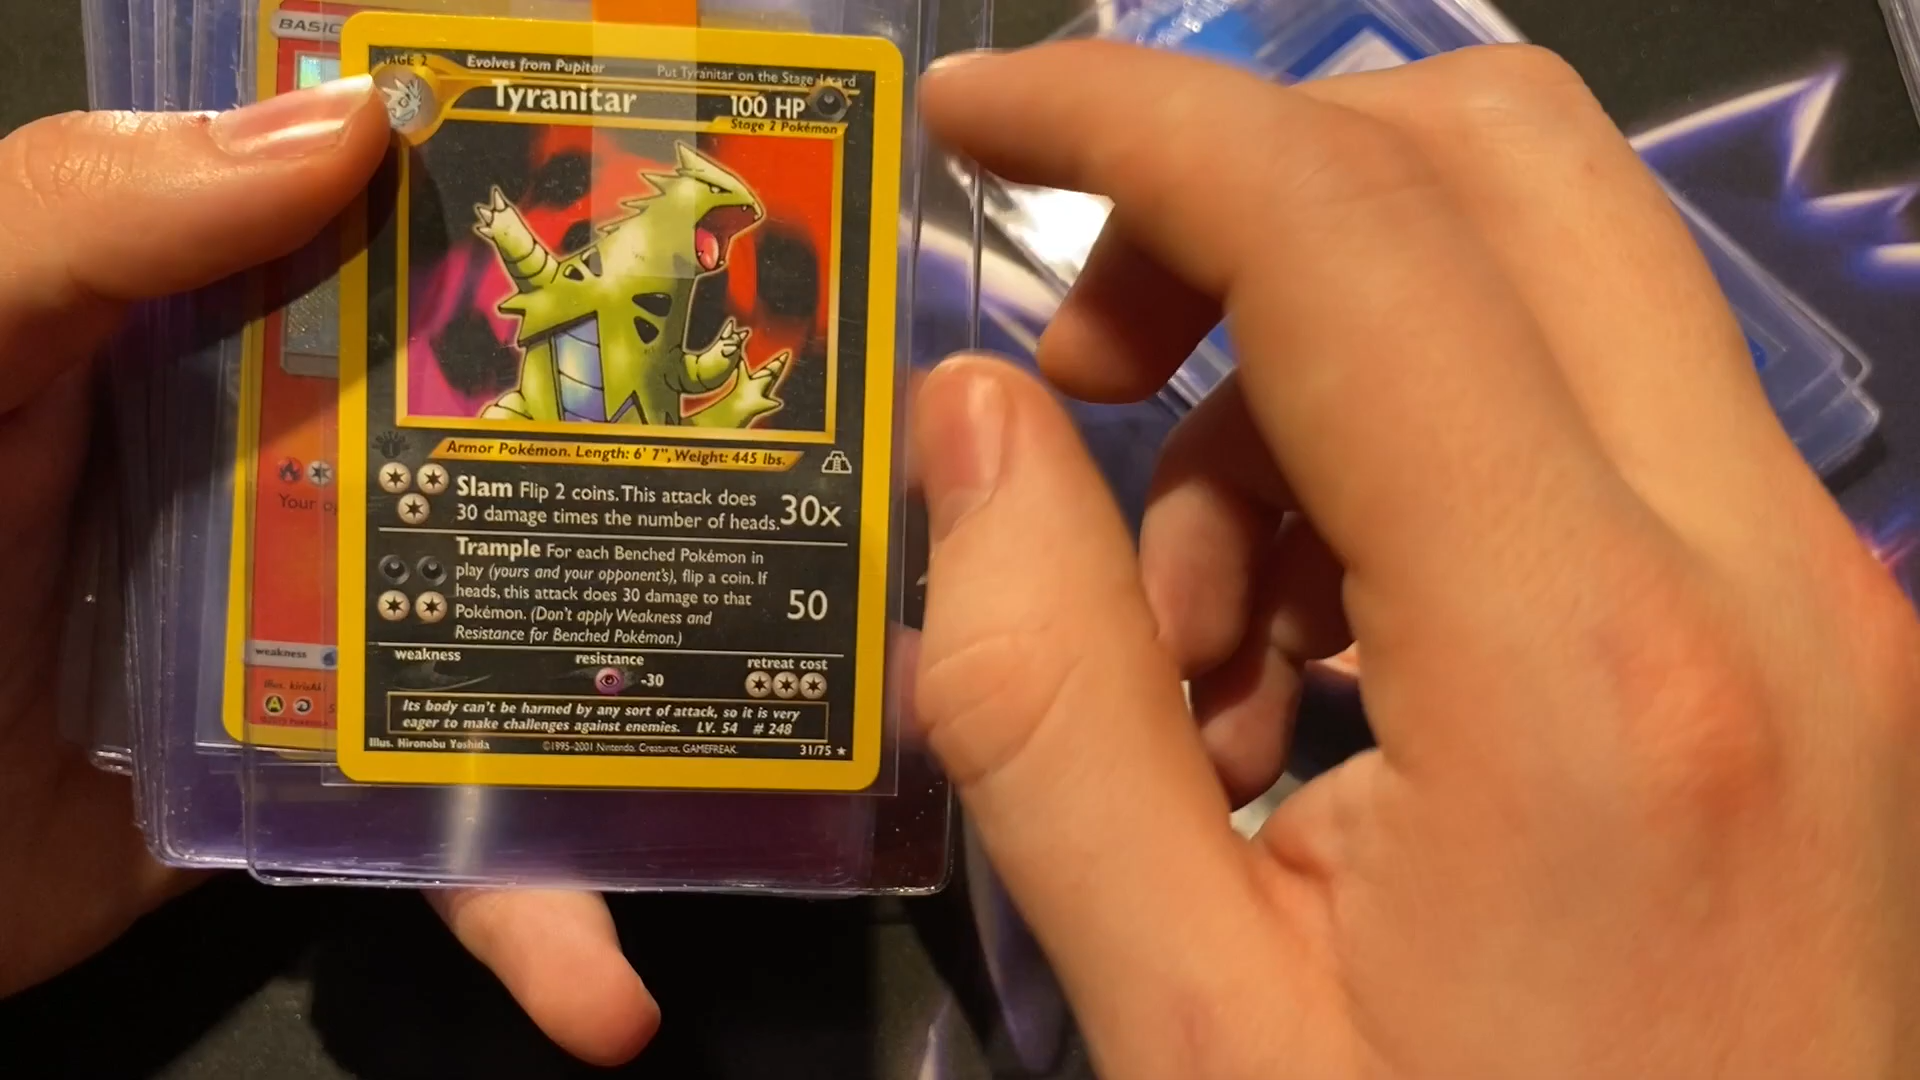 BASIC
STAGE 2
Evolves from Pupitar
Put Tyranitar on the Stage 1 card
Tyranitar
100 HP
Stage 2 Pokémon
EDITION
1
Armor Pokémon. Length: 6' 7", Weight: 445 lbs.
Slam Flip 2 coins. This attack does
30 damage times the number of heads.
30x
Trample For each Benched Pokémon in
play (yours and your opponent's), flip a coin. If
heads, this attack does 30 damage to that
Pokémon. (Don't apply Weakness and
Resistance for Benched Pokémon.)
50
weakness
resistance
retreat cost
-30
Its body can't be harmed by any sort of attack, so it is very
eager to make challenges against enemies. LV. 54 # 248
Illus. Hironobu Yoshida
©1995-2001 Nintendo, Creatures, GAMEFREAK.
31/75 ★
Your
weakness
Illus.
A